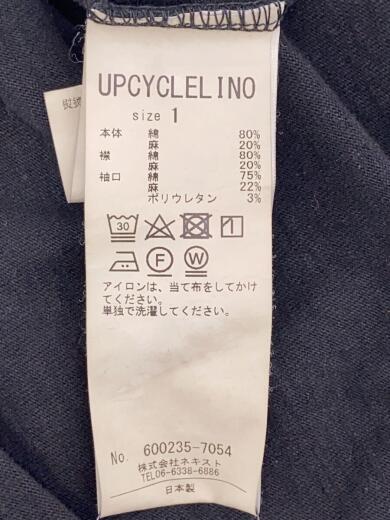 UPCYCLELINO
size 1
本体 綿 80%
麻 20%
襟 綿 80%
麻 20%
袖口 綿 75%
麻 22%
ポリウレタン 3%
30
F W
アイロンは、当て布をしてかけ
てください。
単独で洗濯してください。
No. 600235-7054
株式会社ネキスト
TEL06-6338-6886
日本製